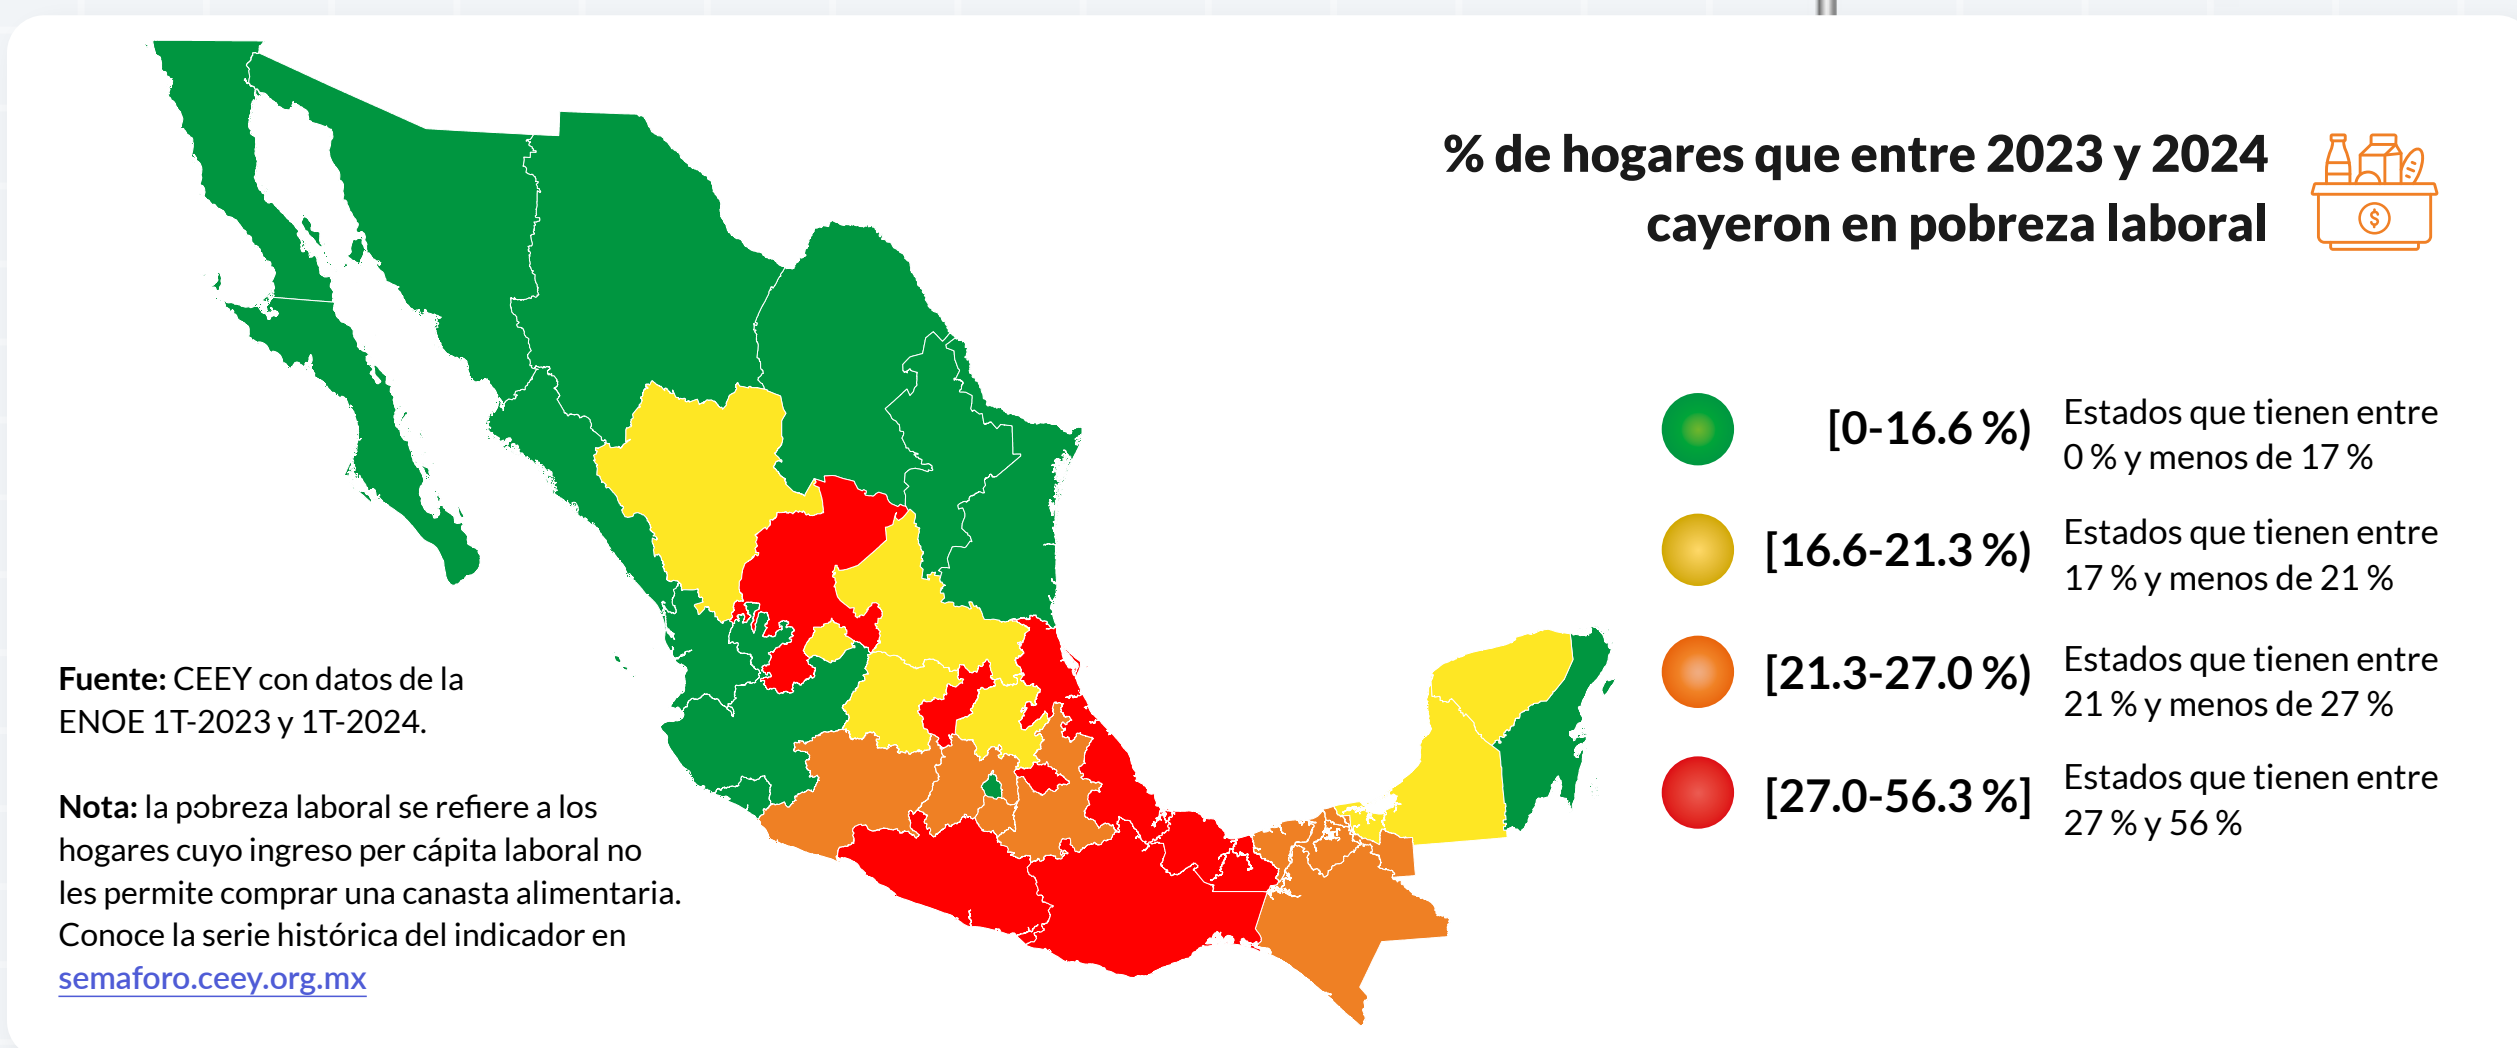 % de hogares que entre 2023 y 2024
cayeron en pobreza laboral
$
[0-16.6 %)
Estados que tienen entre
0 % y menos de 17 %
[16.6-21.3 %)
Estados que tienen entre
17 % y menos de 21 %
[21.3-27.0 %)
Estados que tienen entre
21 % y menos de 27 %
[27.0-56.3 %]
Estados que tienen entre
27 % y 56 %
Fuente: CEEY con datos de la
ENOE 1T-2023 y 1T-2024.
Nota: la pobreza laboral se refiere a los
hogares cuyo ingreso per cápita laboral no
les permite comprar una canasta alimentaria.
Conoce la serie histórica del indicador en
semaforo.ceey.org.mx